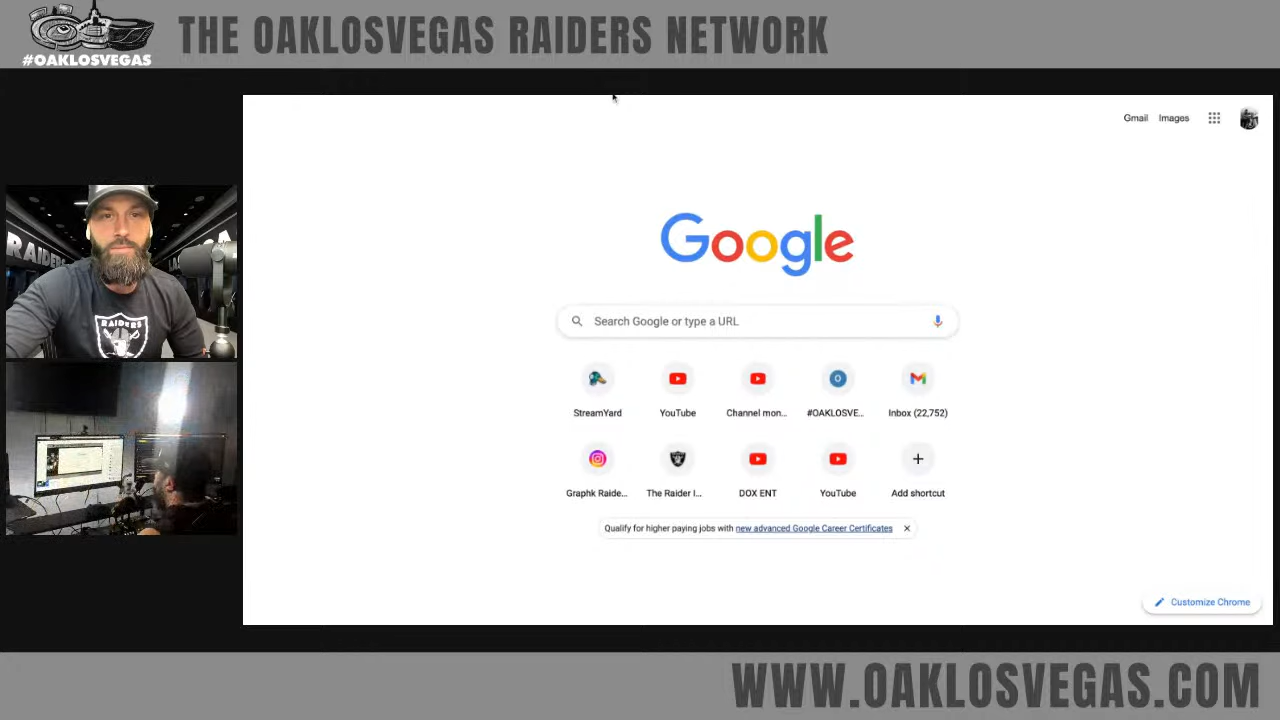 #OAKLOSVEGAS
THE OAKLOSVEGAS RAIDERS NETWORK
Gmail Images
Google
Search Google or type a URL
StreamYard
YouTube
Channel mon...
#OAKLOSVE...
Inbox (22,752)
Graphk Raide...
The Raider I...
DOX ENT
YouTube
Add shortcut
Qualify for higher paying jobs with new advanced Google Career Certificates
Customize Chrome
RAIDERS
WWW.OAKLOSVEGAS.COM